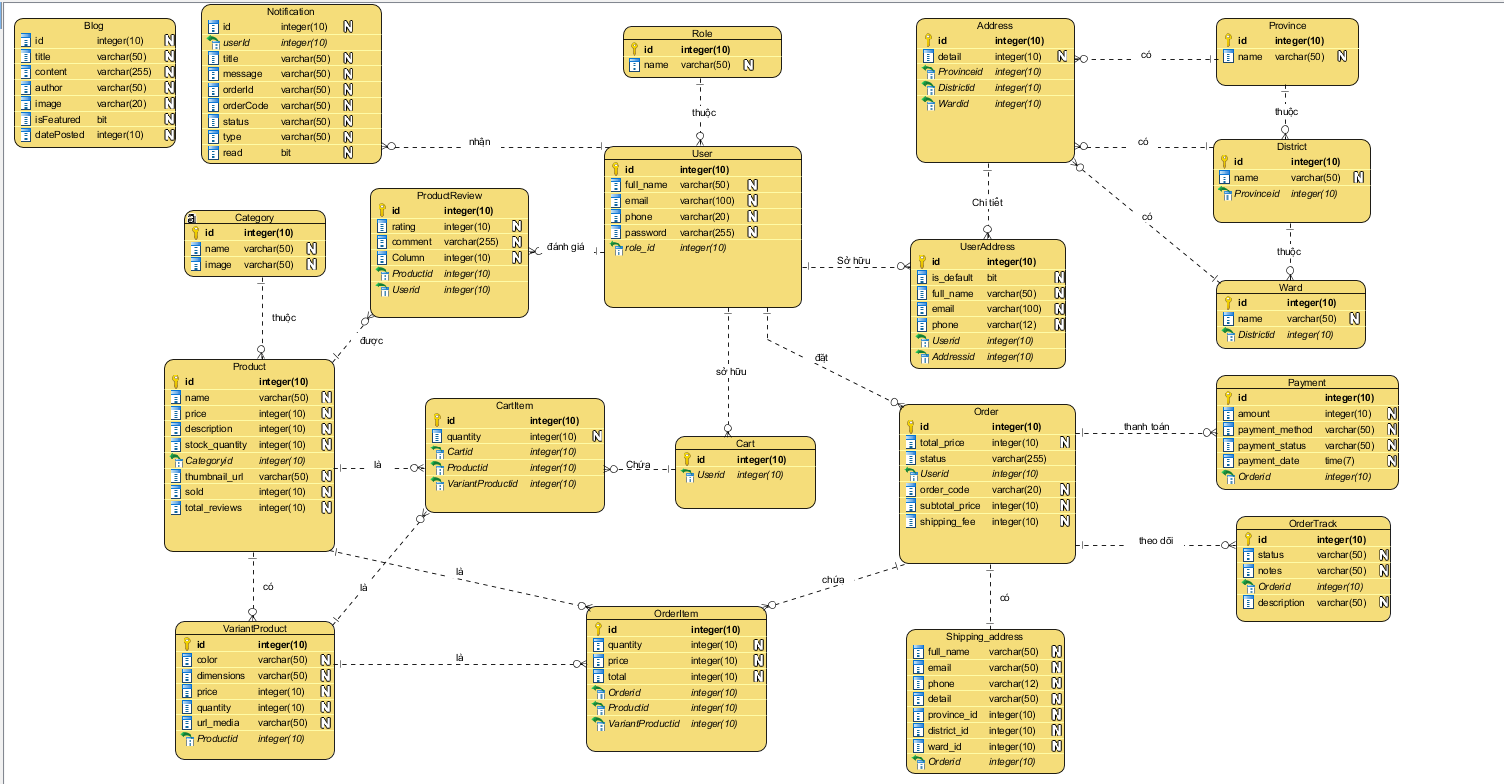 Blog
id integer(10) N
title varchar(50) N
content varchar(255) N
author varchar(50) N
image varchar(20) N
isFeatured bit N
datePosted integer(10) N
Notification
id integer(10) N
userId integer(10)
title varchar(50) N
message varchar(50) N
orderId varchar(50) N
orderCode varchar(50) N
status varchar(50) N
type varchar(50) N
read bit N
Role
id integer(10)
name varchar(50) N
Address
id integer(10)
detail integer(10) N
Provinceid integer(10)
Districtid integer(10)
Wardid integer(10)
Province
id integer(10)
name varchar(50) N
có
thuộc
thuộc
nhận
có
District
id integer(10)
name varchar(50) N
Provinceid integer(10)
User
id integer(10)
full_name varchar(50) N
email varchar(100) N
phone varchar(20) N
password varchar(255) N
role_id integer(10)
ProductReview
id integer(10)
rating integer(10) N
comment varchar(255) N
Column integer(10) N
Productid integer(10)
Userid integer(10)
Chi tiết
có
a
Category
id integer(10)
name varchar(50) N
image varchar(50) N
đánh giá
Sở hữu
thuộc
UserAddress
id integer(10)
is_default bit N
full_name varchar(50) N
email varchar(100) N
phone varchar(12) N
Userid integer(10)
Addressid integer(10)
Ward
id integer(10)
name varchar(50) N
Districtid integer(10)
thuộc
được
đặt
sở hữu
Product
id integer(10)
name varchar(50) N
price integer(10) N
description integer(10) N
stock_quantity integer(10) N
Categoryid integer(10)
thumbnail_url varchar(50) N
sold integer(10) N
total_reviews integer(10) N
CartItem
id integer(10)
quantity integer(10) N
Cartid integer(10)
Productid integer(10)
VariantProductid integer(10)
là
Chứa
Cart
id integer(10)
Userid integer(10)
Order
id integer(10)
total_price integer(10) N
status varchar(255)
Userid integer(10)
order_code varchar(20) N
subtotal_price integer(10) N
shipping_fee integer(10) N
thanh toán
Payment
id integer(10)
amount integer(10) N
payment_method varchar(50) N
payment_status varchar(50) N
payment_date time(7) N
Orderid integer(10)
theo dõi
OrderTrack
id integer(10)
status varchar(50) N
notes varchar(50) N
Orderid integer(10)
description varchar(50) N
có
là
là
chứa
có
VariantProduct
id integer(10)
color varchar(50) N
dimensions varchar(50) N
price integer(10) N
quantity integer(10) N
url_media varchar(50) N
Productid integer(10)
là
OrderItem
id integer(10)
quantity integer(10) N
price integer(10) N
total integer(10) N
Orderid integer(10)
Productid integer(10)
VariantProductid integer(10)
Shipping_address
full_name varchar(50) N
email varchar(50) N
phone varchar(12) N
detail varchar(50) N
province_id integer(10) N
district_id integer(10) N
ward_id integer(10) N
Orderid integer(10)